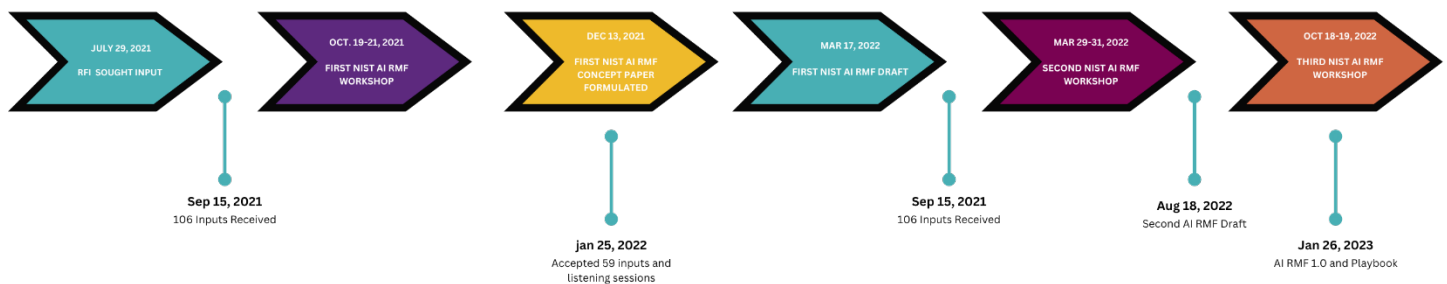 JULY 29, 2021
RFI SOUGHT INPUT
OCT. 19-21, 2021
FIRST NIST AI RMF
WORKSHOP
DEC 13, 2021
FIRST NIST AI RMF
CONCEPT PAPER
FORMULATED
MAR 17, 2022
FIRST NIST AI RMF DRAFT
MAR 29-31, 2022
SECOND NIST AI RMF
WORKSHOP
OCT 18-19, 2022
THIRD NIST AI RMF
WORKSHOP
Sep 15, 2021
106 Inputs Received
jan 25, 2022
Accepted 59 inputs and
listening sessions
Sep 15, 2021
106 Inputs Received
Aug 18, 2022
Second AI RMF Draft
Jan 26, 2023
AI RMF 1.0 and Playbook